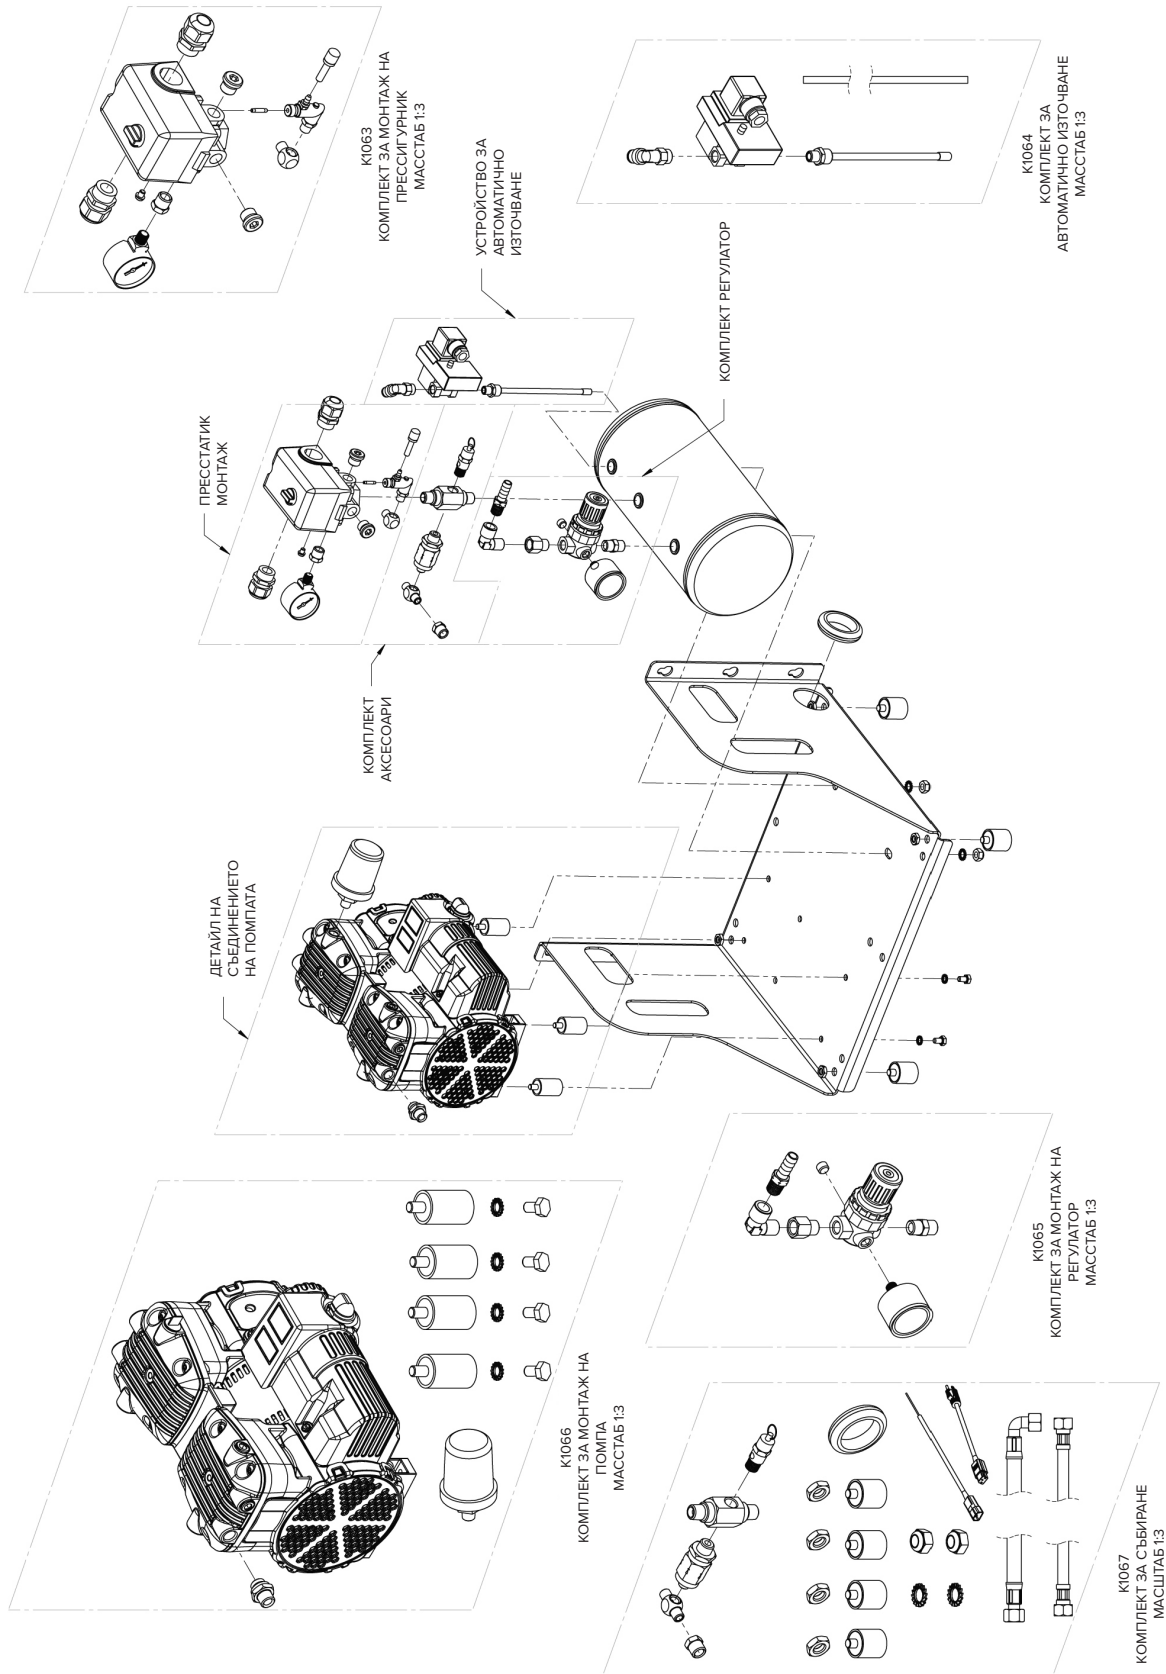 K1063
КОМПЛЕКТ ЗА МОНТАЖ НА
ПРЕССИГУРНИК
МАССТАБ 1:3
K1064
КОМПЛЕКТ ЗА
АВТОМАТИЧНО ИЗТОЧВАНЕ
МАССТАБ 1:3
УСТРОЙСТВО ЗА
АВТОМАТИЧНО
ИЗТОЧВАНЕ
КОМПЛЕКТ РЕГУЛАТОР
ПРЕССТАТИК
МОНТАЖ
КОМПЛЕКТ
АКСЕСОАРИ
ДЕТАЙЛ НА
СЪЕДИНЕНИЕТО
НА ПОМПАТА
K1066
КОМПЛЕКТ ЗА МОНТАЖ НА
ПОМПА
МАССТАБ 1:3
K1065
КОМПЛЕКТ ЗА МОНТАЖ НА
РЕГУЛАТОР
МАССТАБ 1:3
K1067
КОМПЛЕКТ ЗА СЪБИРАНЕ
МАСШТАБ 1:3